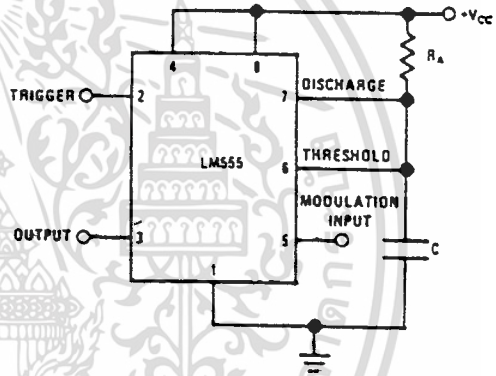 +VCC
4
8
RA
TRIGGER
2
7
DISCHARGE
LM555
6
THRESHOLD
MODULATION
INPUT
OUTPUT
3
5
C
1